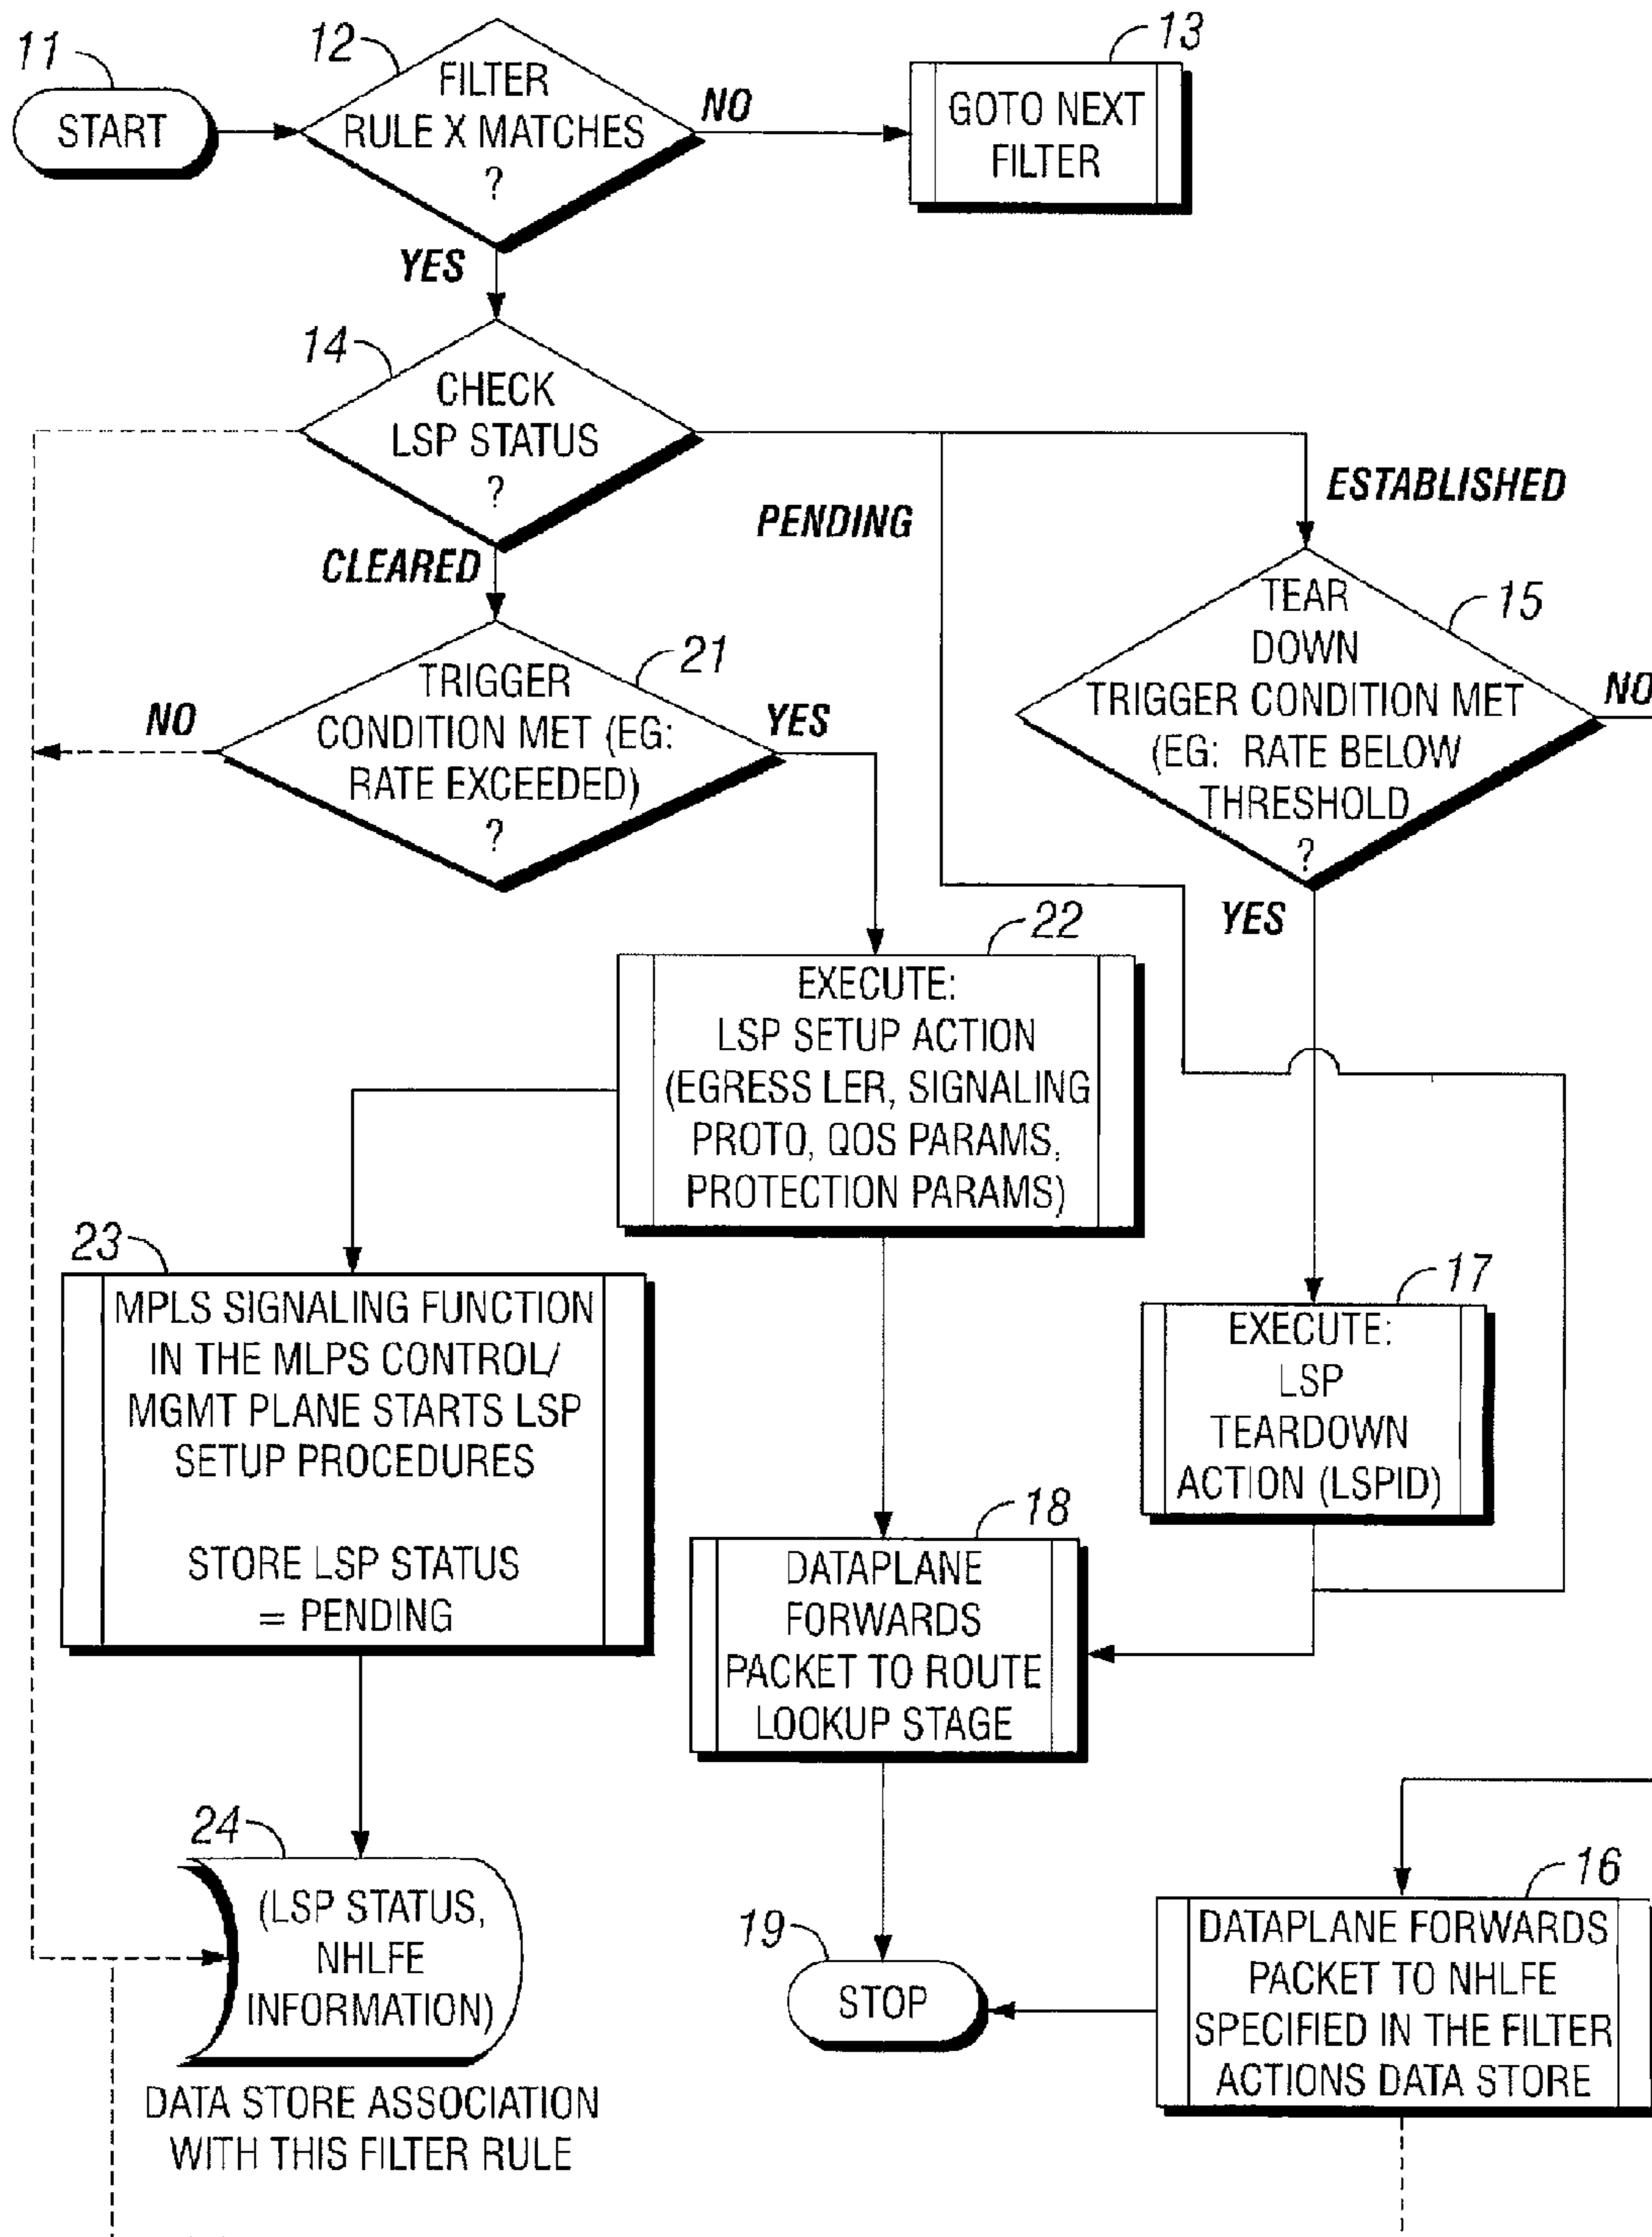 11
START
12
FILTER
RULE X MATCHES
?
NO
13
GOTO NEXT
FILTER
YES
14
CHECK
LSP STATUS
?
PENDING
ESTABLISHED
CLEARED
21
TRIGGER
CONDITION MET (EG:
RATE EXCEEDED)
?
NO
YES
15
TEAR
DOWN
TRIGGER CONDITION MET
(EG: RATE BELOW
THRESHOLD
?
NO
YES
22
EXECUTE:
LSP SETUP ACTION
(EGRESS LER, SIGNALING
PROTO, QOS PARAMS,
PROTECTION PARAMS)
23
MPLS SIGNALING FUNCTION
IN THE MLPS CONTROL/
MGMT PLANE STARTS LSP
SETUP PROCEDURES
STORE LSP STATUS
= PENDING
17
EXECUTE:
LSP
TEARDOWN
ACTION (LSPID)
18
DATAPLANE
FORWARDS
PACKET TO ROUTE
LOOKUP STAGE
24
(LSP STATUS,
NHLFE
INFORMATION)
DATA STORE ASSOCIATION
WITH THIS FILTER RULE
19
STOP
16
DATAPLANE FORWARDS
PACKET TO NHLFE
SPECIFIED IN THE FILTER
ACTIONS DATA STORE